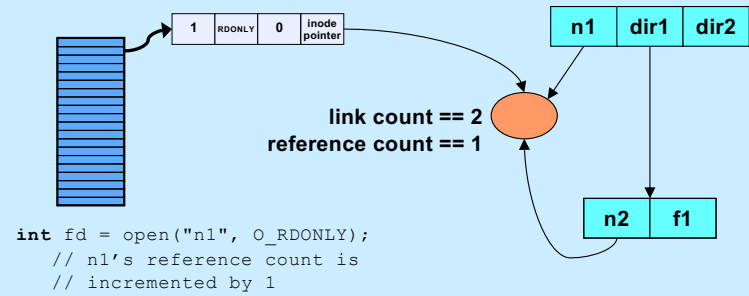 1 RDONLY 0 inode pointer
n1 dir1 dir2
link count == 2
reference count == 1
n2 f1
int fd = open("n1", O_RDONLY);
// n1's reference count is
// incremented by 1